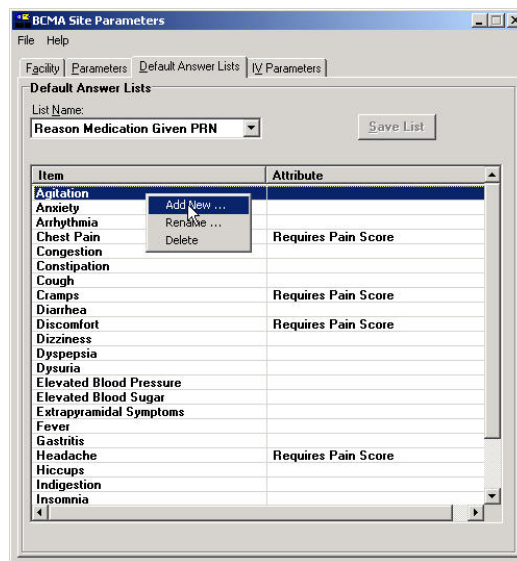 BCMA Site Parameters
File Help
Facility Parameters Default Answer Lists IV Parameters
Default Answer Lists
List Name:
Reason Medication Given PRN
Save List
Item Attribute
Agitation
Anxiety
Arrhythmia
Chest Pain Requires Pain Score
Congestion
Constipation
Cough
Cramps Requires Pain Score
Diarrhea
Discomfort Requires Pain Score
Dizziness
Dyspepsia
Dysuria
Elevated Blood Pressure
Elevated Blood Sugar
Extrapyramidal Symptoms
Fever
Gastritis
Headache Requires Pain Score
Hiccups
Indigestion
Insomnia
Add New ...
Rename ...
Delete